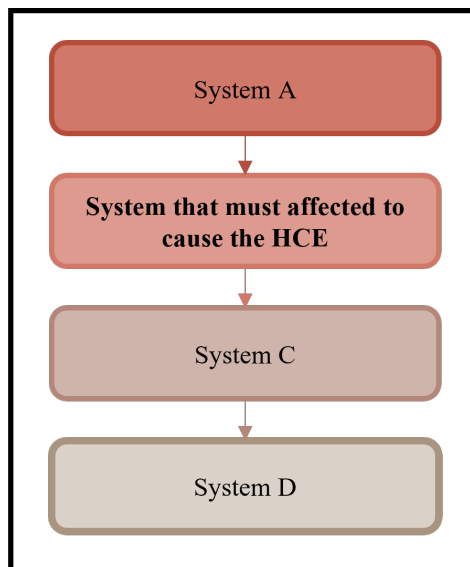 System A
System that must affected to
cause the HCE
System C
System D